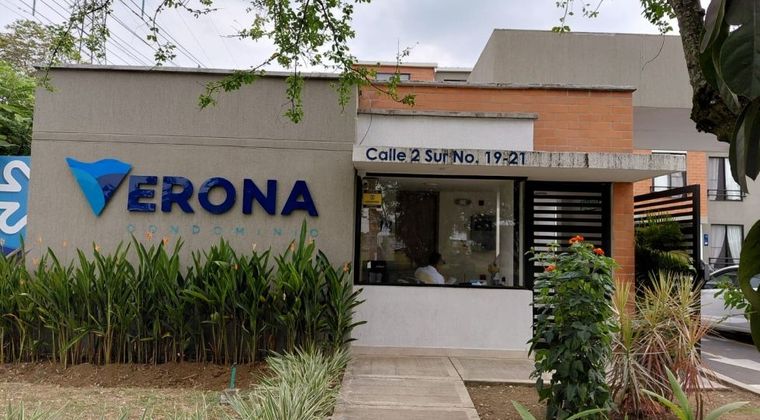 VERONA
CONDOMINIO
Calle 2 Sur No. 19-21